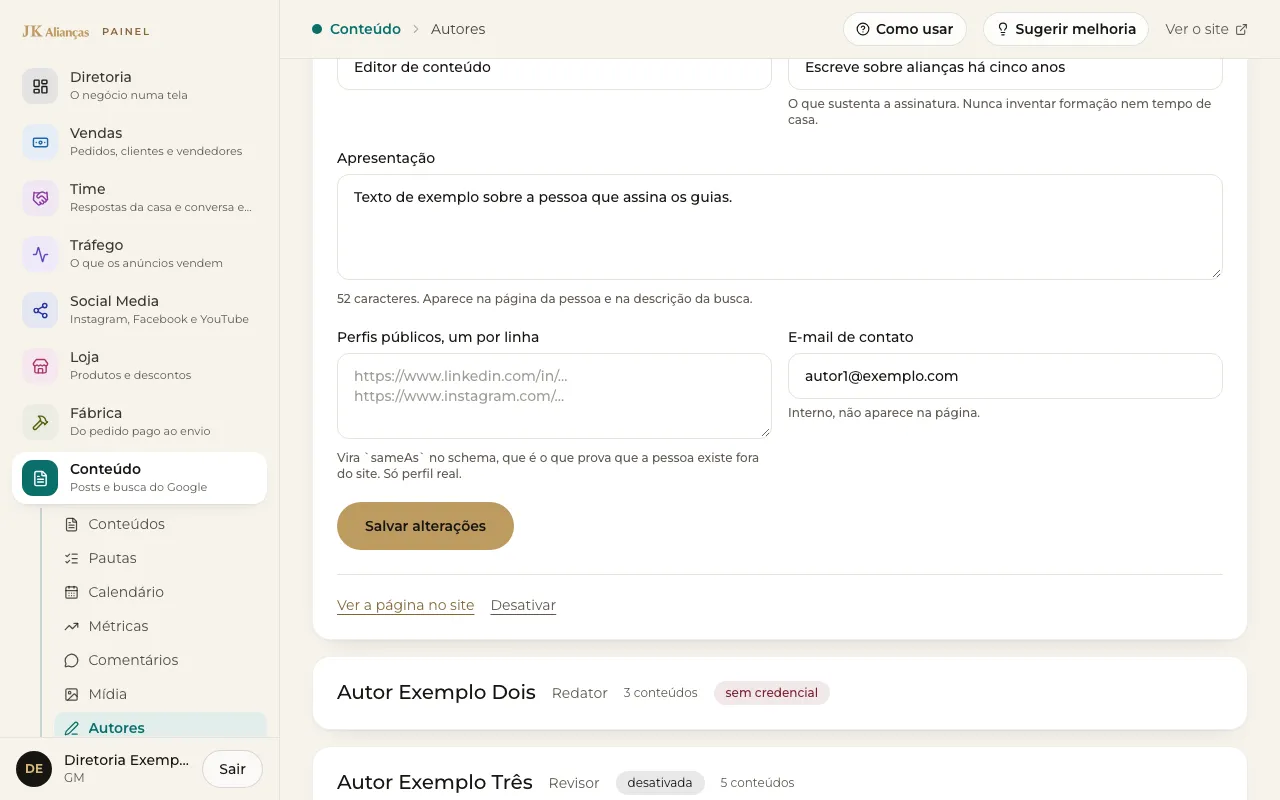 JK Alianças PAINEL
Diretoria
O negócio numa tela
Vendas
Pedidos, clientes e vendedores
Time
Respostas da casa e conversa e...
Tráfego
O que os anúncios vendem
Social Media
Instagram, Facebook e YouTube
Loja
Produtos e descontos
Fábrica
Do pedido pago ao envio
Conteúdo
Posts e busca do Google
Conteúdos
Pautas
Calendário
Métricas
Comentários
Mídia
Autores
DE
Diretoria Exemp...
GM
Sair
Conteúdo
Autores
Como usar
Sugerir melhoria
Ver o site
Editor de conteúdo
Escreve sobre alianças há cinco anos
O que sustenta a assinatura. Nunca inventar formação nem tempo de
casa.
Apresentação
Texto de exemplo sobre a pessoa que assina os guias.
52 caracteres. Aparece na página da pessoa e na descrição da busca.
Perfis públicos, um por linha
https://www.linkedin.com/in/...
https://www.instagram.com/...
Vira `sameAs` no schema, que é o que prova que a pessoa existe fora
do site. Só perfil real.
E-mail de contato
autor1@exemplo.com
Interno, não aparece na página.
Salvar alterações
Ver a página no site
Desativar
Autor Exemplo Dois Redator 3 conteúdos sem credencial
Autor Exemplo Três Revisor desativada 5 conteúdos